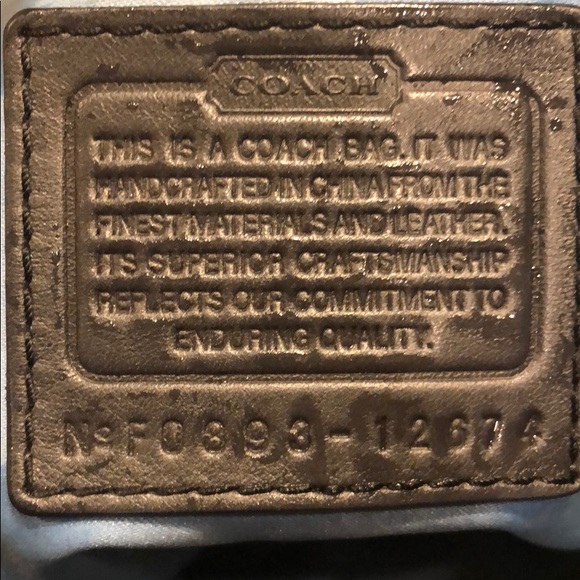 COACH
THIS IS A COACH BAG. IT WAS
HANDCRAFTED IN CHINA FROM THE
FINEST MATERIALS AND LEATHER.
ITS SUPERIOR CRAFTSMANSHIP
REFLECTS OUR COMMITMENT TO
ENDURING QUALITY.
No F0393-12674